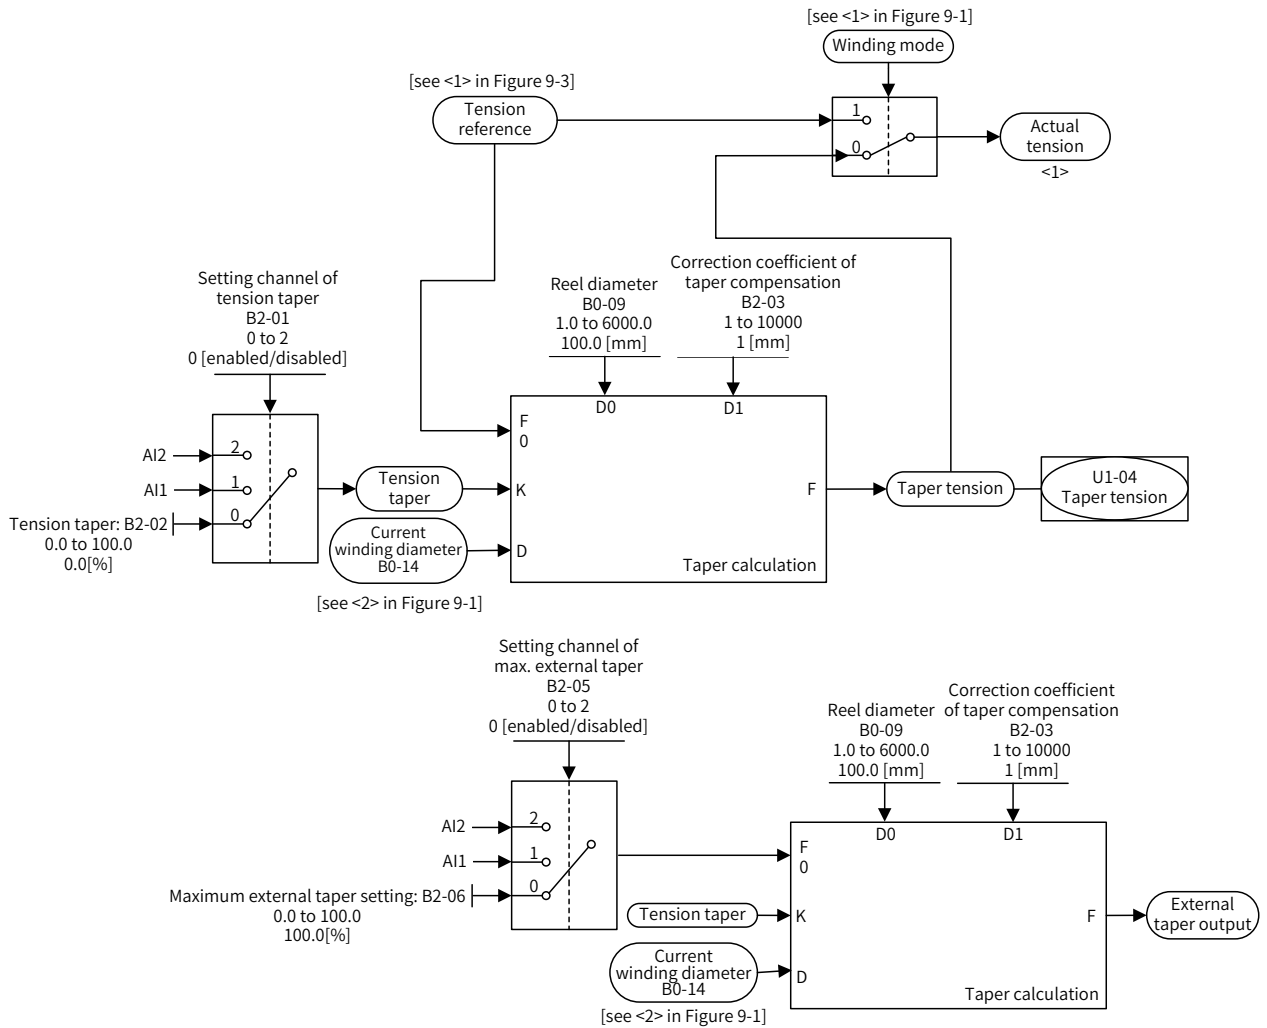 [see <1> in Figure 9-1]
Winding mode
[see <1> in Figure 9-3]
Tension
reference
1
0
Actual
tension
<1>
Setting channel of
tension taper
B2-01
0 to 2
0 [enabled/disabled]
Reel diameter
B0-09
1.0 to 6000.0
100.0 [mm]
Correction coefficient of
taper compensation
B2-03
1 to 10000
1 [mm]
D0
D1
F
0
AI2
2
AI1
1
Tension taper: B2-02
0
0.0 to 100.0
0.0[%]
Tension
taper
K
F
Taper tension
U1-04
Taper tension
Current
winding diameter
B0-14
D
Taper calculation
[see <2> in Figure 9-1]
Setting channel of
max. external taper
B2-05
0 to 2
0 [enabled/disabled]
Reel diameter
B0-09
1.0 to 6000.0
100.0 [mm]
Correction coefficient
of taper compensation
B2-03
1 to 10000
1 [mm]
AI2
2
AI1
1
Maximum external taper setting: B2-06
0
0.0 to 100.0
100.0[%]
D0
D1
F
0
Tension taper
K
F
External
taper output
Current
winding diameter
B0-14
D
Taper calculation
[see <2> in Figure 9-1]